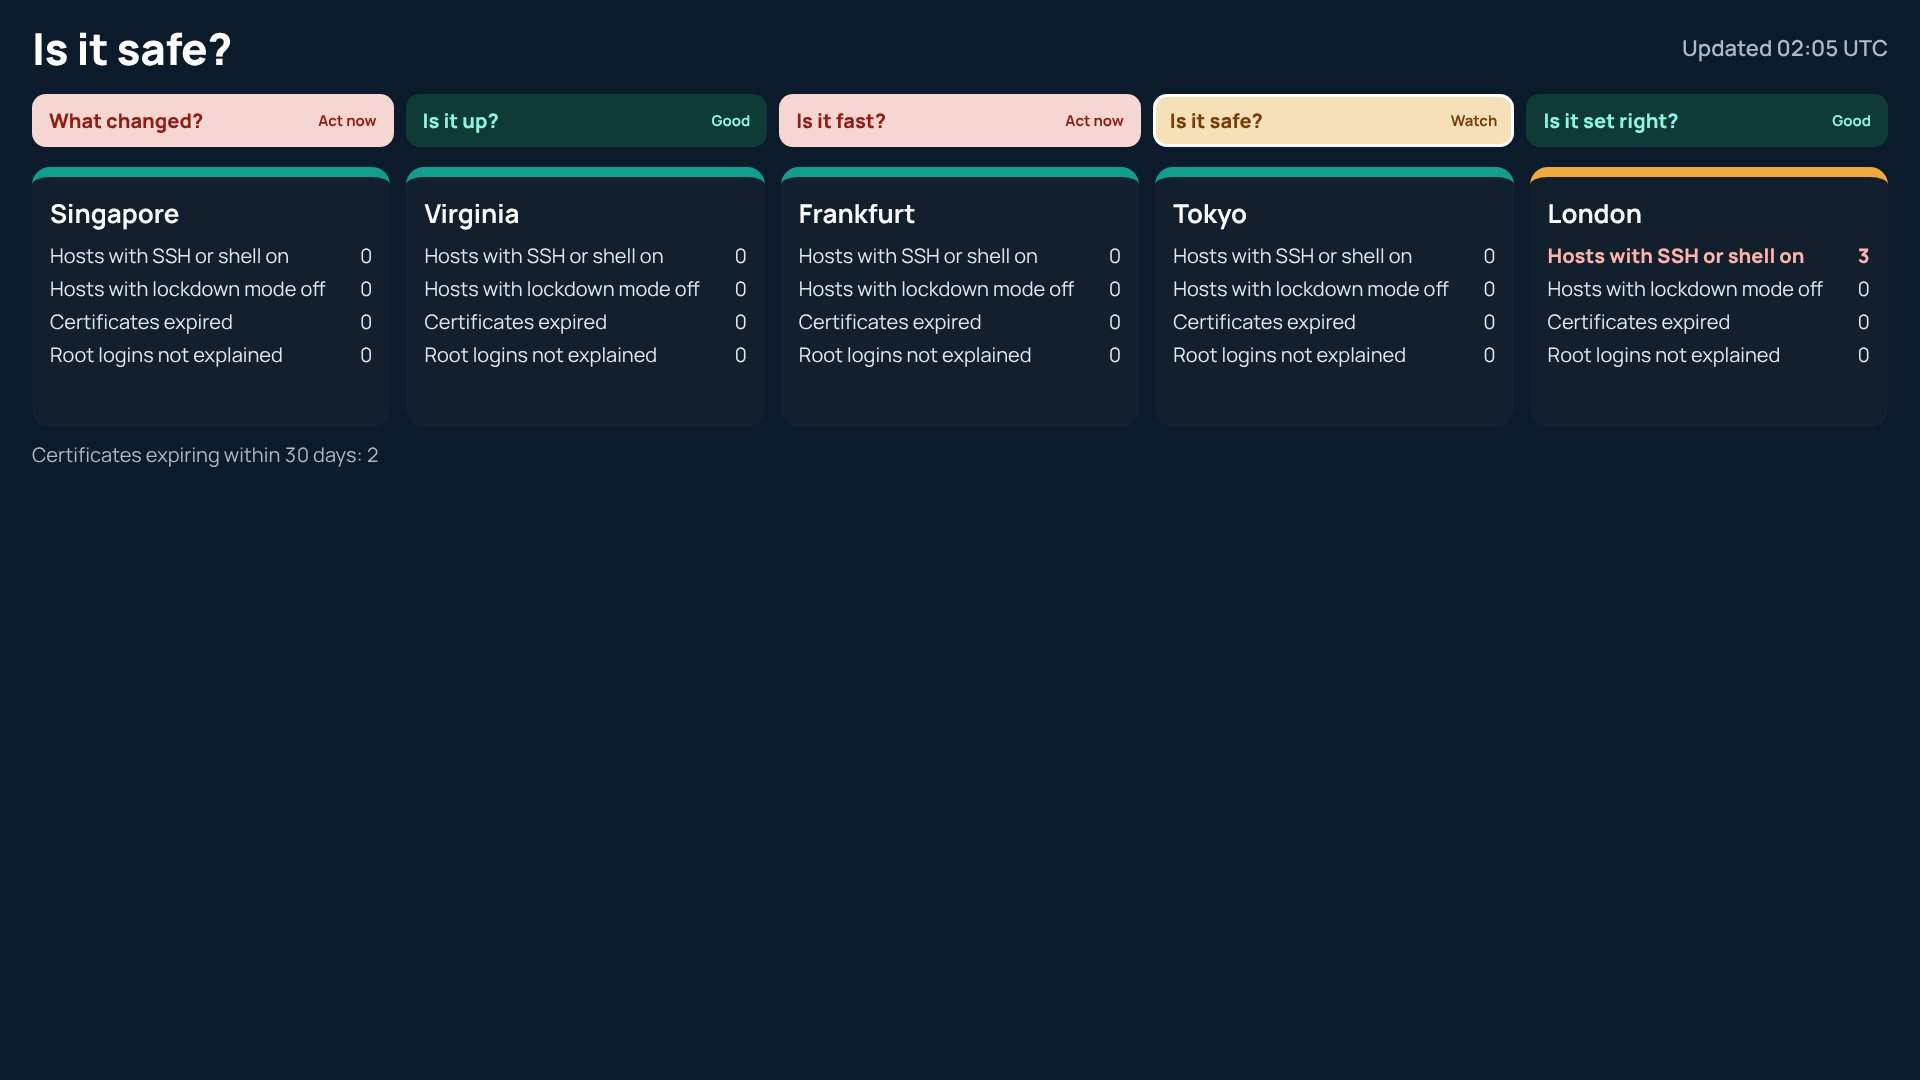 Is it safe?
Updated 02:05 UTC
What changed? Act now
Is it up? Good
Is it fast? Act now
Is it safe? Watch
Is it set right? Good
Singapore
Hosts with SSH or shell on 0
Hosts with lockdown mode off 0
Certificates expired 0
Root logins not explained 0
Virginia
Hosts with SSH or shell on 0
Hosts with lockdown mode off 0
Certificates expired 0
Root logins not explained 0
Frankfurt
Hosts with SSH or shell on 0
Hosts with lockdown mode off 0
Certificates expired 0
Root logins not explained 0
Tokyo
Hosts with SSH or shell on 0
Hosts with lockdown mode off 0
Certificates expired 0
Root logins not explained 0
London
Hosts with SSH or shell on 3
Hosts with lockdown mode off 0
Certificates expired 0
Root logins not explained 0
Certificates expiring within 30 days: 2